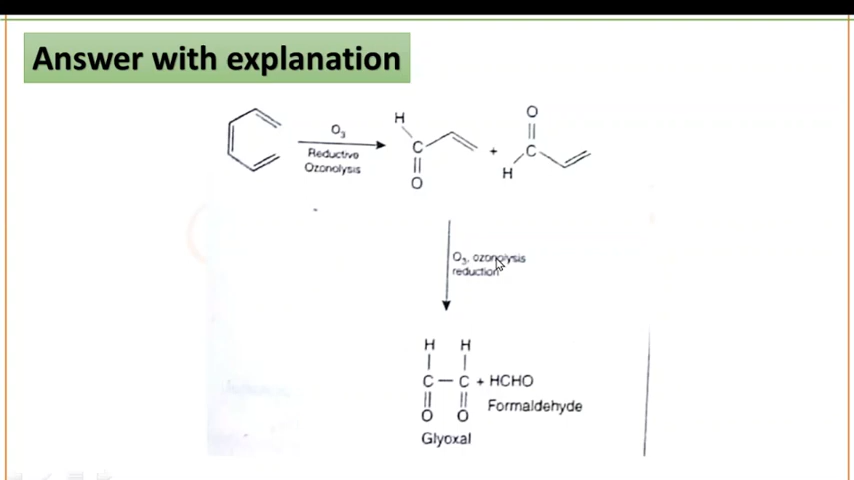 Answer with explanation
O₃
Reductive
Ozonolysis
H
C
O
+
O
C
H
O₃, ozonolysis
reduction
H H
C — C + HCHO
O O
Formaldehyde
Glyoxal